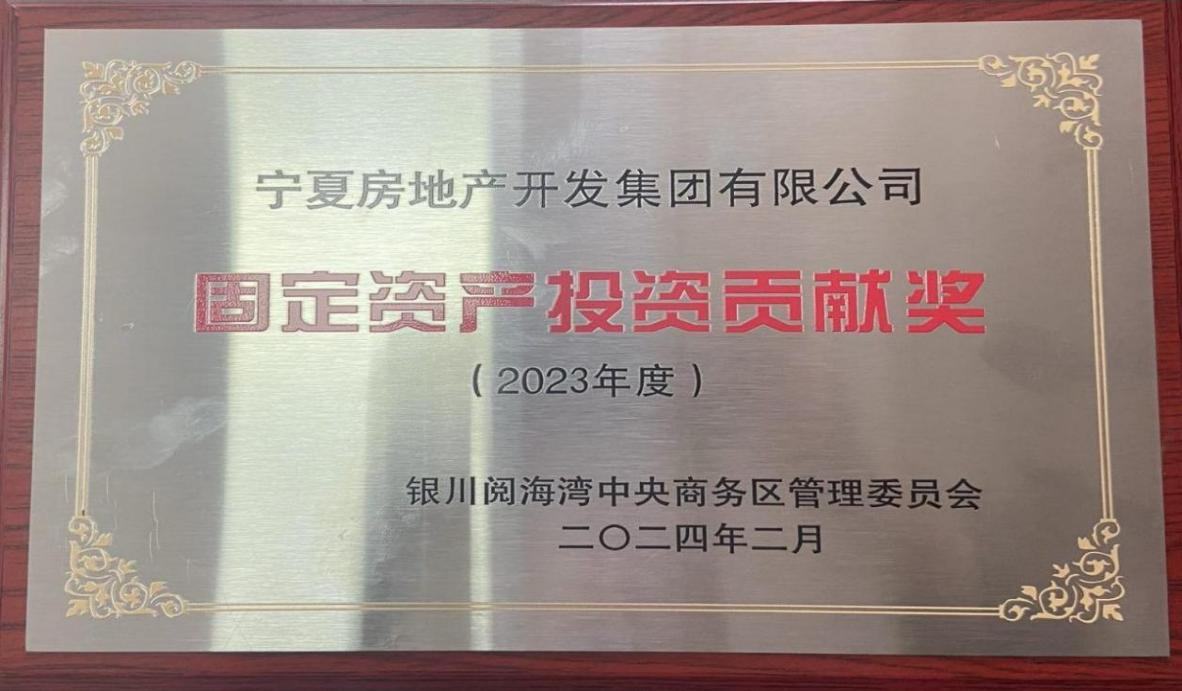 宁夏房地产开发集团有限公司
固定资产投资贡献奖
（2023年度）
银川阅海湾中央商务区管理委员会
二〇二四年二月